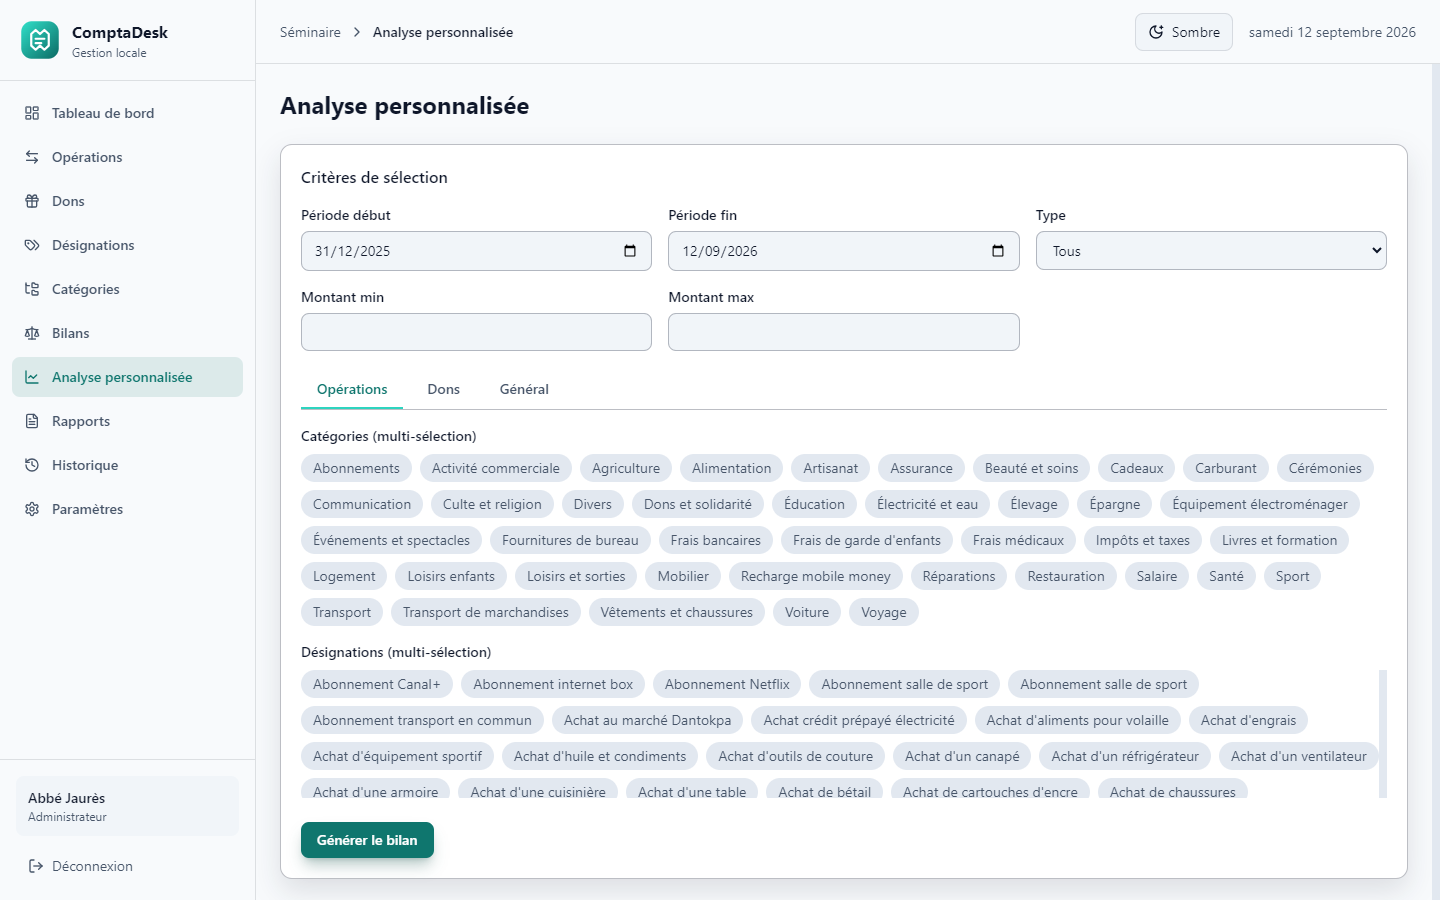 ComptaDesk
Gestion locale
Tableau de bord
Opérations
Dons
Désignations
Catégories
Bilans
Analyse personnalisée
Rapports
Historique
Paramètres
Abbé Jaurès
Administrateur
Déconnexion
Séminaire > Analyse personnalisée
Sombre
samedi 12 septembre 2026
Analyse personnalisée
Critères de sélection
Période début Période fin Type
31/12/2025 12/09/2026 Tous
Montant min Montant max
Opérations Dons Général
Catégories (multi-sélection)
Abonnements Activité commerciale Agriculture Alimentation Artisanat Assurance Beauté et soins Cadeaux Carburant Cérémonies
Communication Culte et religion Divers Dons et solidarité Éducation Électricité et eau Élevage Épargne Équipement électroménager
Événements et spectacles Fournitures de bureau Frais bancaires Frais de garde d'enfants Frais médicaux Impôts et taxes Livres et formation
Logement Loisirs enfants Loisirs et sorties Mobilier Recharge mobile money Réparations Restauration Salaire Santé Sport
Transport Transport de marchandises Vêtements et chaussures Voiture Voyage
Désignations (multi-sélection)
Abonnement Canal+ Abonnement internet box Abonnement Netflix Abonnement salle de sport Abonnement salle de sport
Abonnement transport en commun Achat au marché Dantokpa Achat crédit prépayé électricité Achat d'aliments pour volaille Achat d'engrais
Achat d'équipement sportif Achat d'huile et condiments Achat d'outils de couture Achat d'un canapé Achat d'un réfrigérateur Achat d'un ventilateur
Achat d'une armoire Achat d'une cuisinière Achat d'une table Achat de bétail Achat de cartouches d'encre Achat de chaussures
Générer le bilan